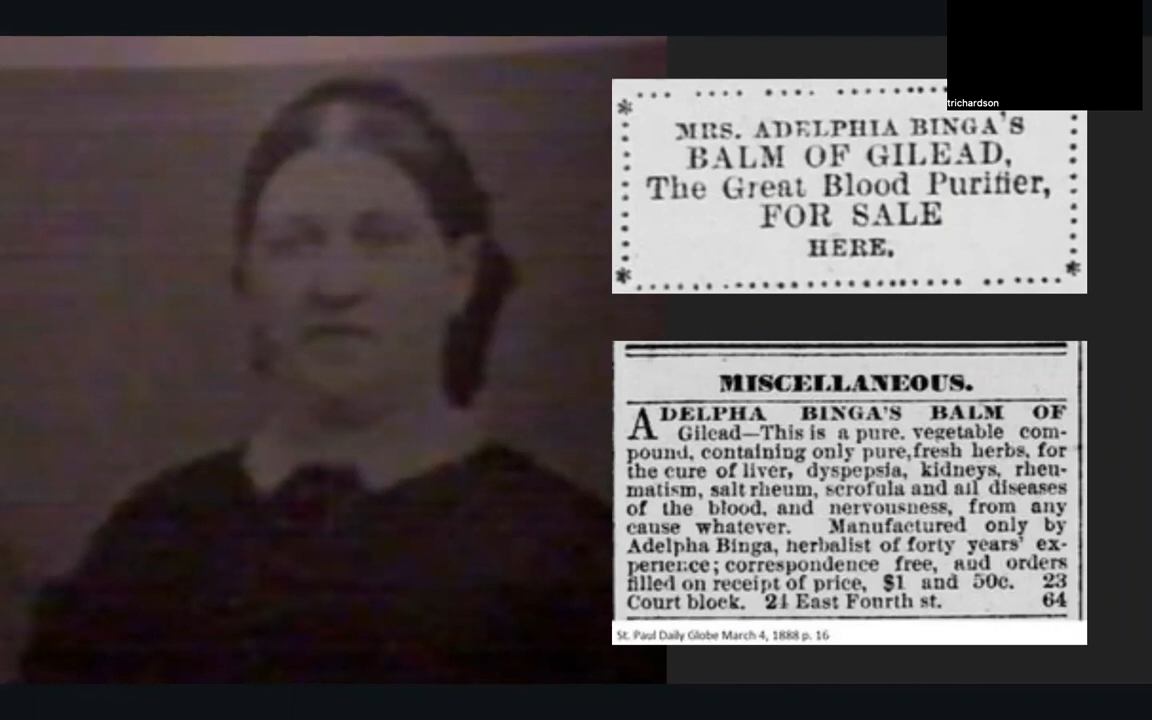 trichardson
MRS. ADELPHIA BINGA'S
BALM OF GILEAD,
The Great Blood Purifier,
FOR SALE
HERE.
MISCELLANEOUS.
ADELPHA BINGA'S BALM OF
Gilead—This is a pure. vegetable com-
pound, containing only pure, fresh herbs, for
the cure of liver, dyspepsia, kidneys, rheu-
matism, salt rheum, scrofula and all diseases
of the blood, and nervousness, from any
cause whatever. Manufactured only by
Adelpha Binga, herbalist of forty years' ex-
perience; correspondence free, and orders
filled on receipt of price, $1 and 50c. 23
Court block. 24 East Fourth st. 64
St. Paul Daily Globe March 4, 1888 p. 16